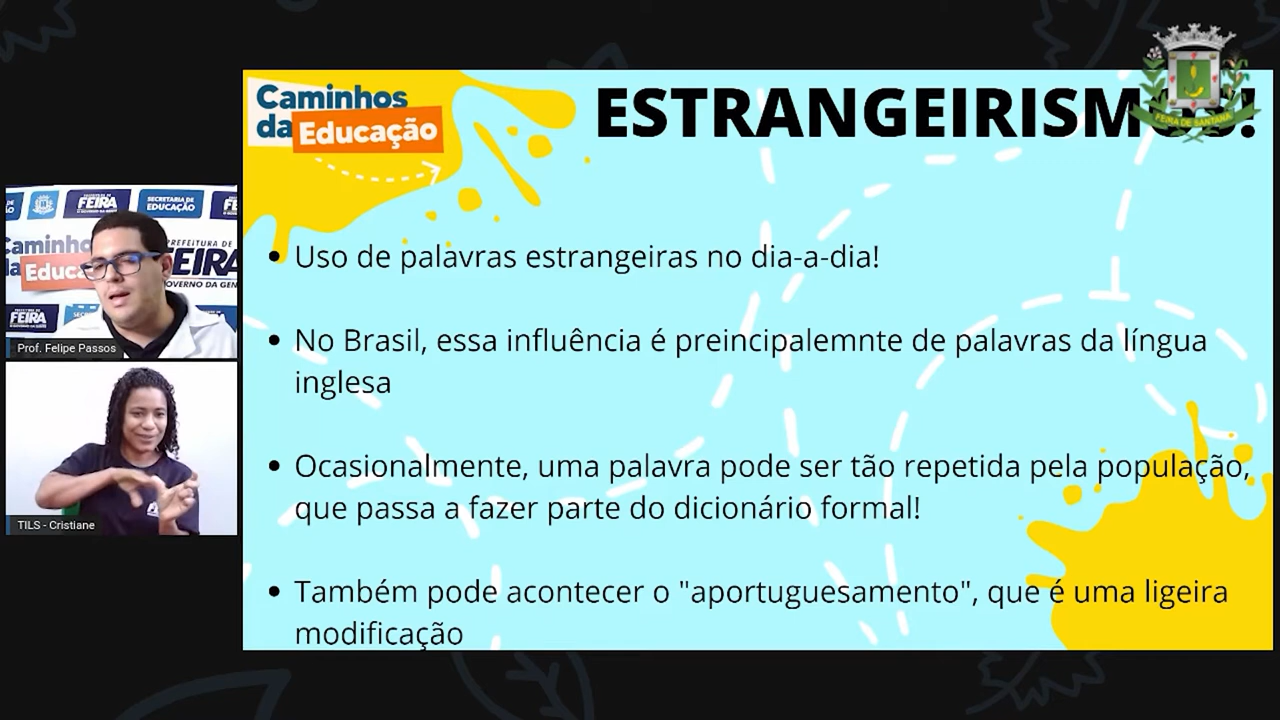 Caminhos
da Educação
ESTRANGEIRISM
FEIRA DE SANTANA
• Uso de palavras estrangeiras no dia-a-dia!
• No Brasil, essa influência é preincipalemnte de palavras da língua
inglesa
• Ocasionalmente, uma palavra pode ser tão repetida pela população,
que passa a fazer parte do dicionário formal!
• Também pode acontecer o "aportuguesamento", que é uma ligeira
modificação
FEIRA
SECRETARIA DE
EDUCAÇÃO
Caminho
Educa
PREFEITURA DE
FEIRA
Prof. Felipe Passos
TILS - Cristiane